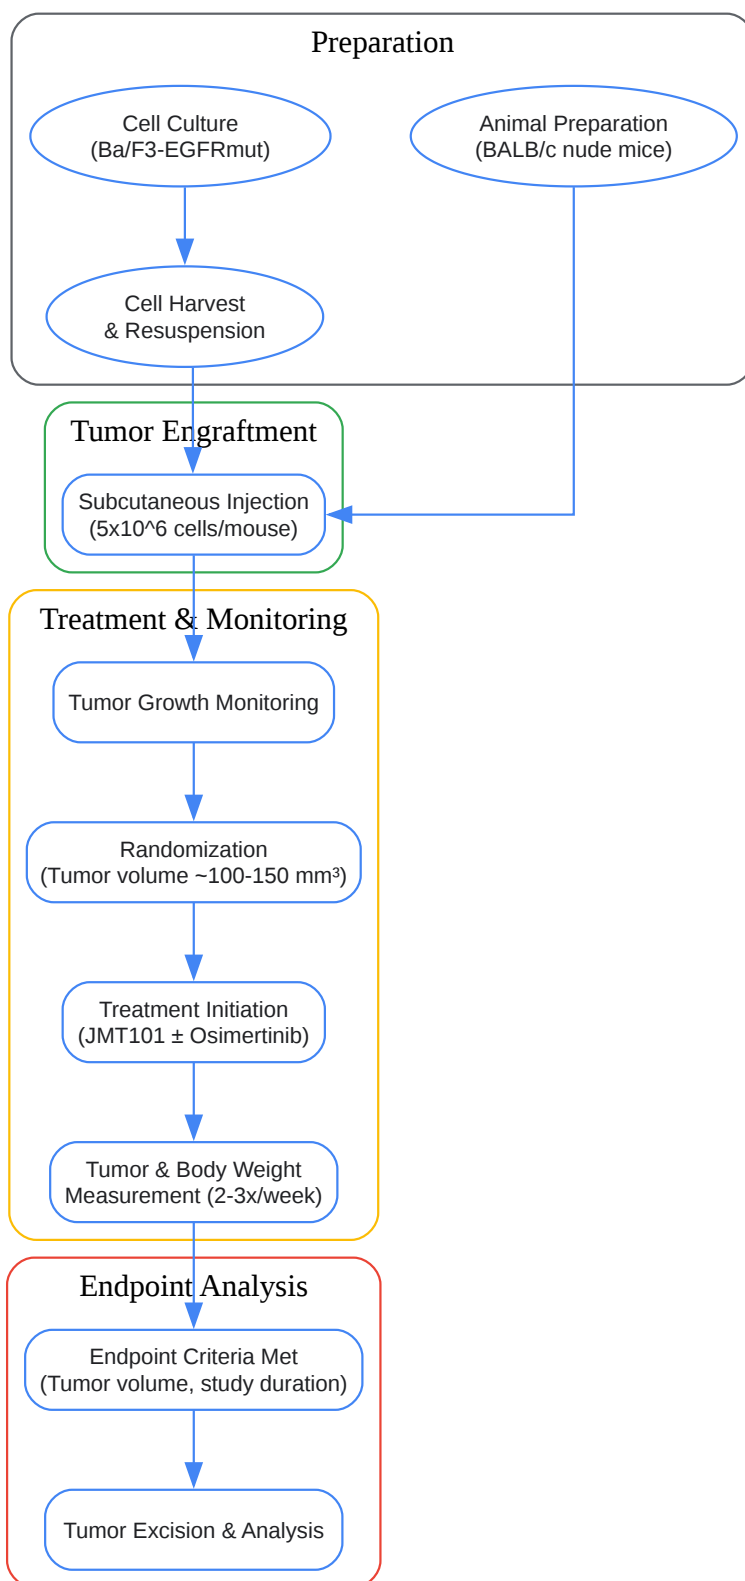 Preparation
Cell Culture
(Ba/F3-EGFRmut)
Animal Preparation
(BALB/c nude mice)
Cell Harvest
& Resuspension
Tumor Engraftment
Subcutaneous Injection
(5x10^6 cells/mouse)
Treatment & Monitoring
Tumor Growth Monitoring
Randomization
(Tumor volume ~100-150 mm³)
Treatment Initiation
(JMT101 ± Osimertinib)
Tumor & Body Weight
Measurement (2-3x/week)
Endpoint Analysis
Endpoint Criteria Met
(Tumor volume, study duration)
Tumor Excision & Analysis